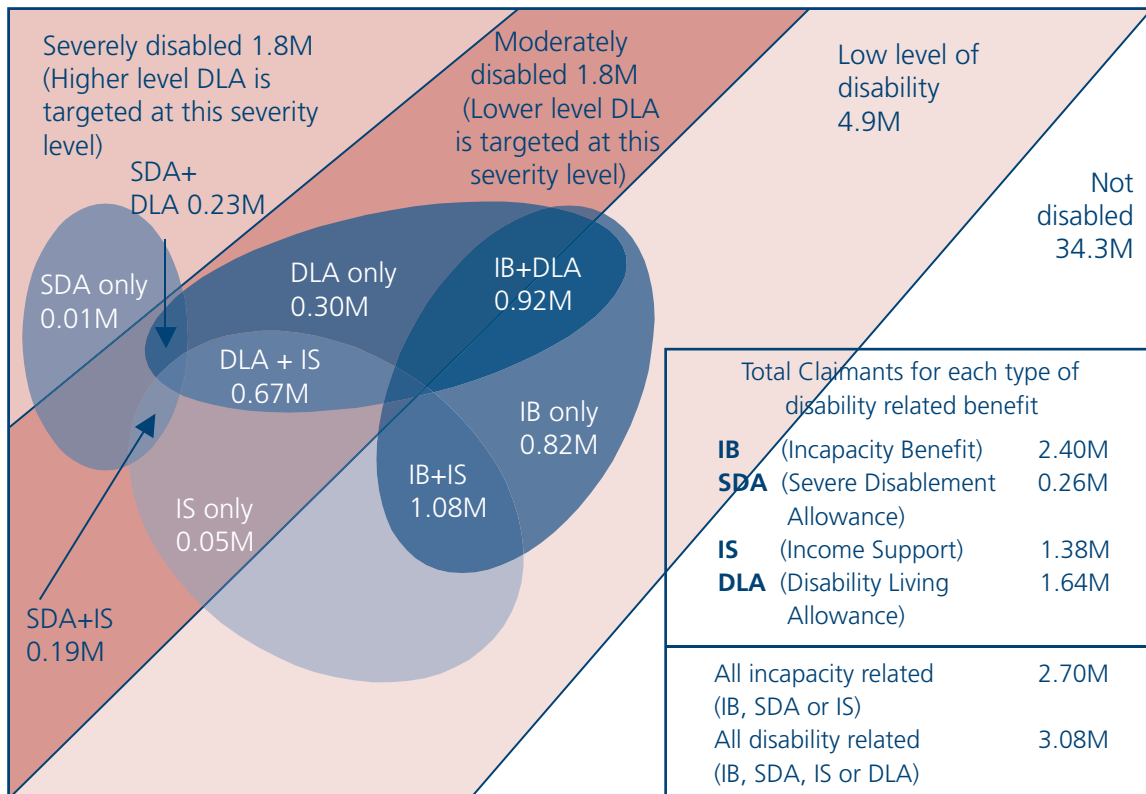 Severely disabled 1.8M
(Higher level DLA is
targeted at this severity
level)
Moderately
disabled 1.8M
(Lower level DLA
is targeted at this
severity level)
Low level of
disability
4.9M
Not
disabled
34.3M
SDA+
DLA 0.23M
SDA only
0.01M
DLA only
0.30M
IB+DLA
0.92M
DLA + IS
0.67M
IB only
0.82M
IB+IS
1.08M
IS only
0.05M
SDA+IS
0.19M
Total Claimants for each type of
disability related benefit
IB (Incapacity Benefit) 2.40M
SDA (Severe Disablement 0.26M
Allowance)
IS (Income Support) 1.38M
DLA (Disability Living 1.64M
Allowance)
All incapacity related 2.70M
(IB, SDA or IS)
All disability related 3.08M
(IB, SDA, IS or DLA)